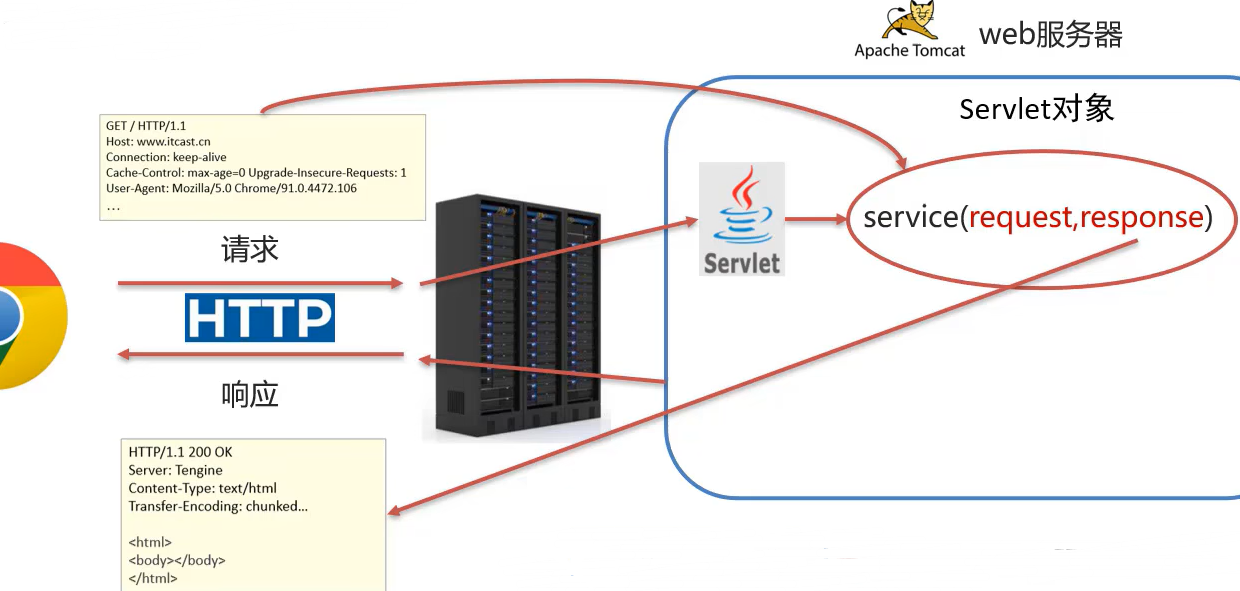 Apache Tomcat
web服务器
Servlet对象
GET / HTTP/1.1
Host: www.itcast.cn
Connection: keep-alive
Cache-Control: max-age=0 Upgrade-Insecure-Requests: 1
User-Agent: Mozilla/5.0 Chrome/91.0.4472.106
...
请求
HTTP
响应
Servlet
service(request,response)
HTTP/1.1 200 OK
Server: Tengine
Content-Type: text/html
Transfer-Encoding: chunked...
<html>
<body></body>
</html>